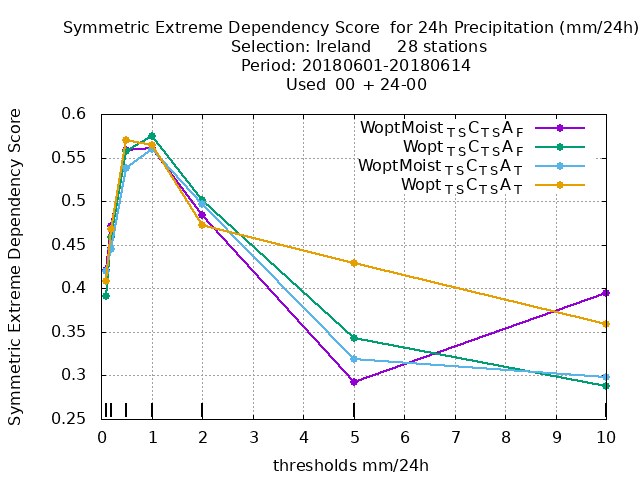 Symmetric Extreme Dependency Score  for 24h Precipitation (mm/24h)
Selection: Ireland     28 stations
Period: 20180601-20180614
Used  00  + 24-00
Symmetric Extreme Dependency Score
0.6
0.55
0.5
0.45
0.4
0.35
0.3
0.25
WoptMoist TS C TS A F
Wopt TS C TS A F
WoptMoist TS C TS A T
Wopt TS C TS A T
0 1 2 3 4 5 6 7 8 9 10
thresholds mm/24h